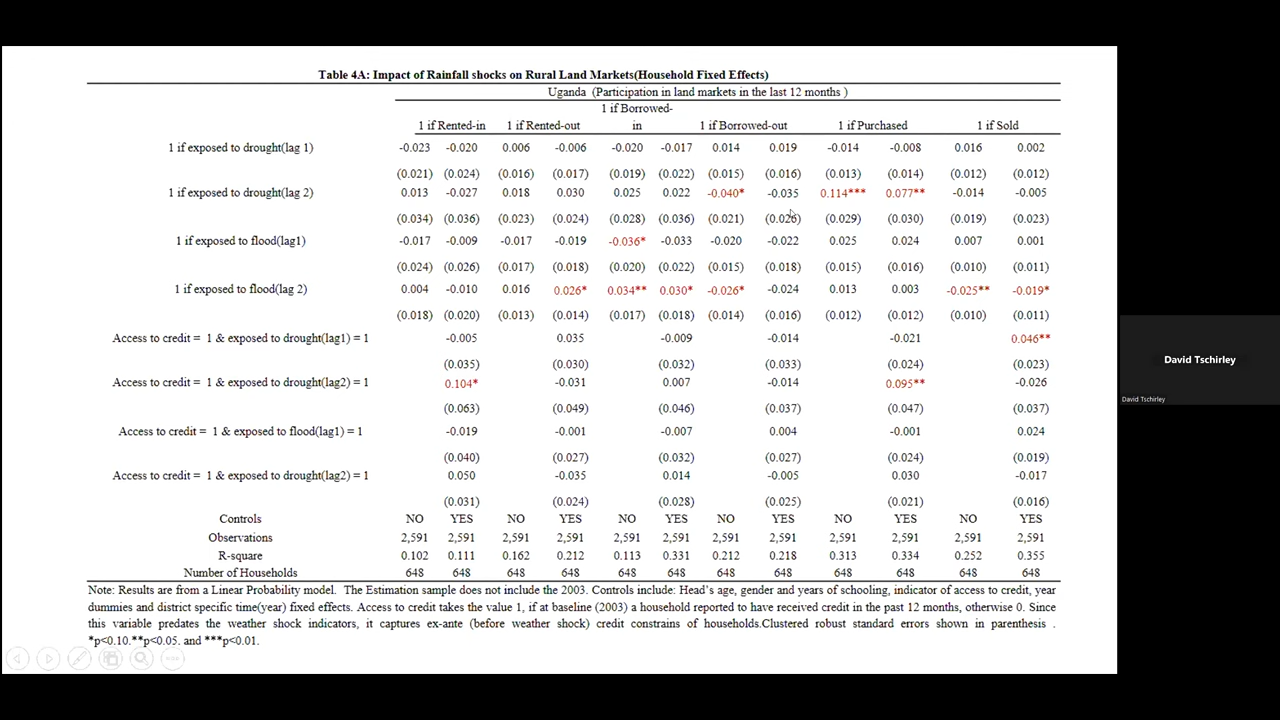 Table 4A: Impact of Rainfall shocks on Rural Land Markets(Household Fixed Effects)
Uganda (Participation in land markets in the last 12 months )
1 if Rented-in 1 if Rented-out 1 if Borrowed-in 1 if Borrowed-out 1 if Purchased 1 if Sold
1 if exposed to drought(lag 1) -0.023 -0.020 0.006 -0.006 -0.020 -0.017 0.014 0.019 -0.014 -0.008 0.016 0.002
(0.021) (0.024) (0.016) (0.017) (0.019) (0.022) (0.015) (0.016) (0.013) (0.014) (0.012) (0.012)
1 if exposed to drought(lag 2) 0.013 -0.027 0.018 0.030 0.025 0.022 -0.040* -0.035 0.114*** 0.077** -0.014 -0.005
(0.034) (0.036) (0.023) (0.024) (0.028) (0.036) (0.021) (0.026) (0.029) (0.030) (0.019) (0.023)
1 if exposed to flood(lag1) -0.017 -0.009 -0.017 -0.019 -0.036* -0.033 -0.020 -0.022 0.025 0.024 0.007 0.001
(0.024) (0.026) (0.017) (0.018) (0.020) (0.022) (0.015) (0.018) (0.015) (0.016) (0.010) (0.011)
1 if exposed to flood(lag 2) 0.004 -0.010 0.016 0.026* 0.034** 0.030* -0.026* -0.024 0.013 0.003 -0.025** -0.019*
(0.018) (0.020) (0.013) (0.014) (0.017) (0.018) (0.014) (0.016) (0.012) (0.012) (0.010) (0.011)
Access to credit = 1 & exposed to drought(lag1) = 1 -0.005 0.035 -0.009 -0.014 -0.021 0.046**
(0.035) (0.030) (0.032) (0.033) (0.024) (0.023)
Access to credit = 1 & exposed to drought(lag2) = 1 0.104* -0.031 0.007 -0.014 0.095** -0.026
(0.063) (0.049) (0.046) (0.037) (0.047) (0.037)
Access to credit = 1 & exposed to flood(lag1) = 1 -0.019 -0.001 -0.007 0.004 -0.001 0.024
(0.040) (0.027) (0.032) (0.027) (0.024) (0.019)
Access to credit = 1 & exposed to drought(lag2) = 1 0.050 -0.035 0.014 -0.005 0.030 -0.017
(0.031) (0.024) (0.028) (0.025) (0.021) (0.016)
Controls NO YES NO YES NO YES NO YES NO YES NO YES
Observations 2,591 2,591 2,591 2,591 2,591 2,591 2,591 2,591 2,591 2,591 2,591 2,591
R-square 0.102 0.111 0.162 0.212 0.113 0.331 0.212 0.218 0.313 0.334 0.252 0.355
Number of Households 648 648 648 648 648 648 648 648 648 648 648 648
Note: Results are from a Linear Probability model. The Estimation sample does not include the 2003. Controls include: Head's age, gender and years of schooling, indicator of access to credit, year
dummies and district specific time(year) fixed effects. Access to credit takes the value 1, if at baseline (2003) a household reported to have received credit in the past 12 months, otherwise 0. Since
this variable predates the weather shock indicators, it captures ex-ante (before weather shock) credit constrains of households.Clustered robust standard errors shown in parenthesis .
*p<0.10.**p<0.05. and ***p<0.01.
David Tschirley
David Tschirley